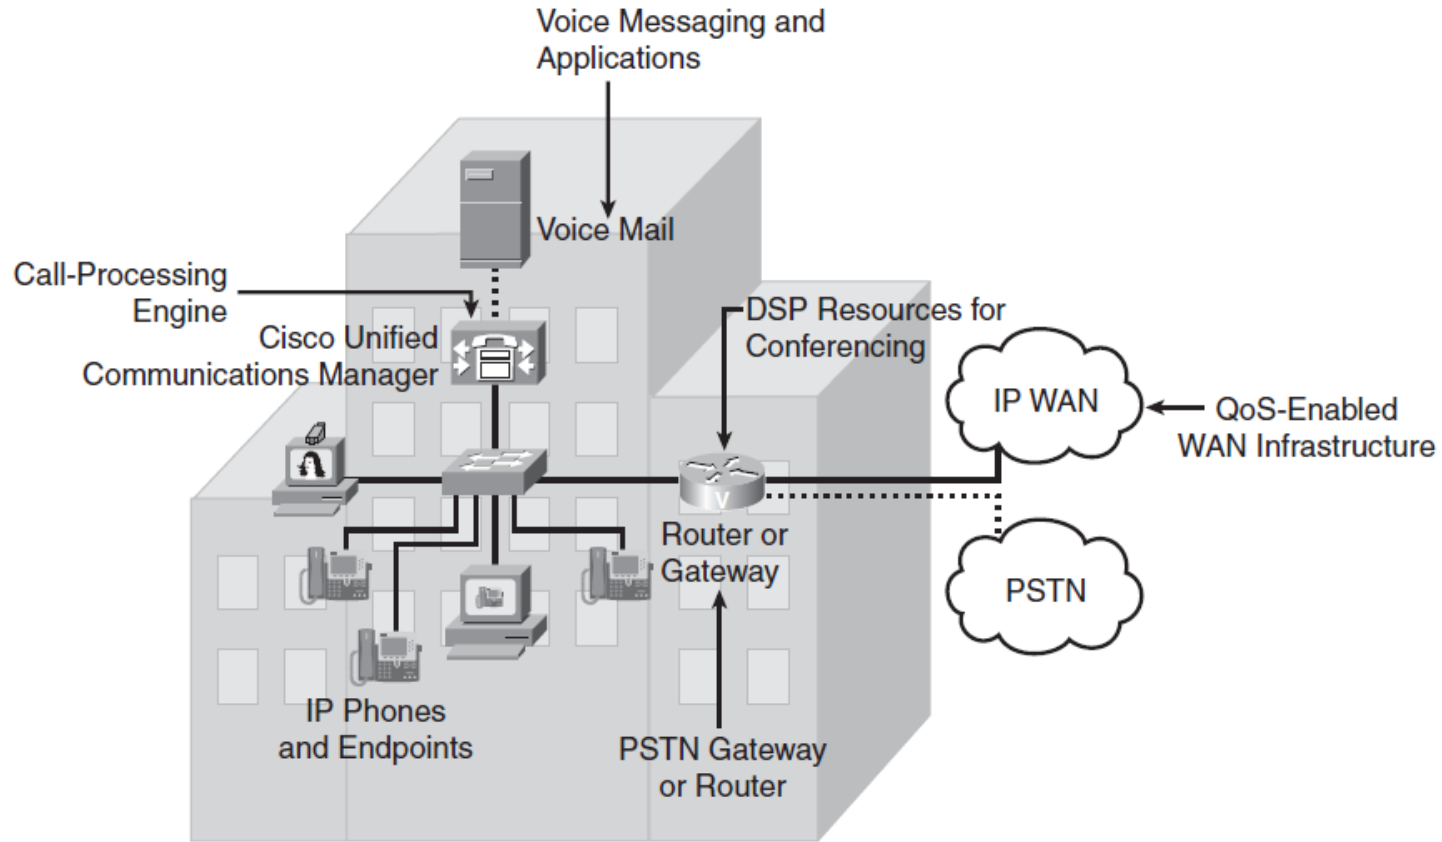 Voice Messaging and
Applications
Voice Mail
Call-Processing
Engine
Cisco Unified
Communications Manager
DSP Resources for
Conferencing
IP WAN
QoS-Enabled
WAN Infrastructure
V
Router or
Gateway
PSTN
IP Phones
and Endpoints
PSTN Gateway
or Router